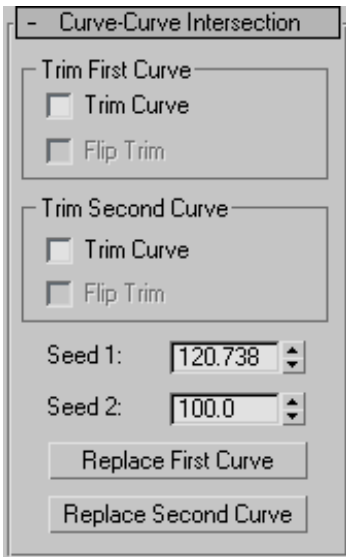 - Curve-Curve Intersection
Trim First Curve
Trim Curve
Flip Trim
Trim Second Curve
Trim Curve
Flip Trim
Seed 1: 120.738
Seed 2: 100.0
Replace First Curve
Replace Second Curve